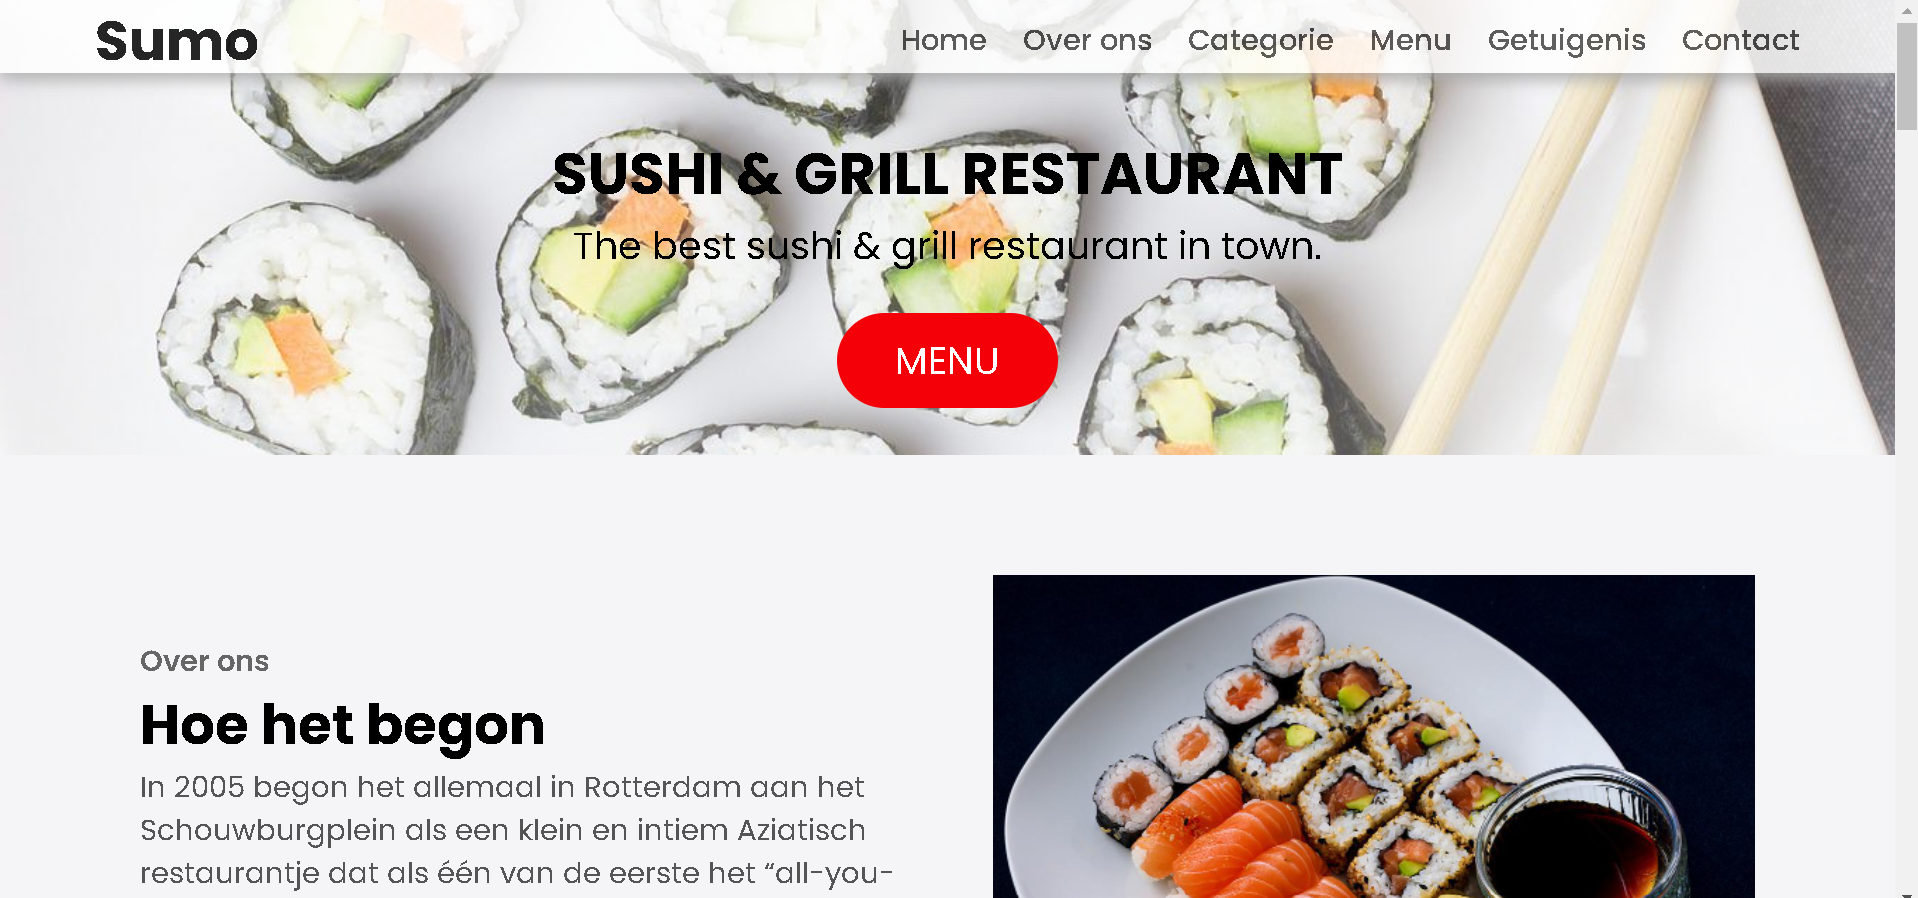 Sumo
Home Over ons Categorie Menu Getuigenis Contact
SUSHI & GRILL RESTAURANT
The best sushi & grill restaurant in town.
MENU
Over ons
Hoe het begon
In 2005 begon het allemaal in Rotterdam aan het
Schouwburgplein als een klein en intiem Aziatisch
restaurantje dat als één van de eerste het “all-you-